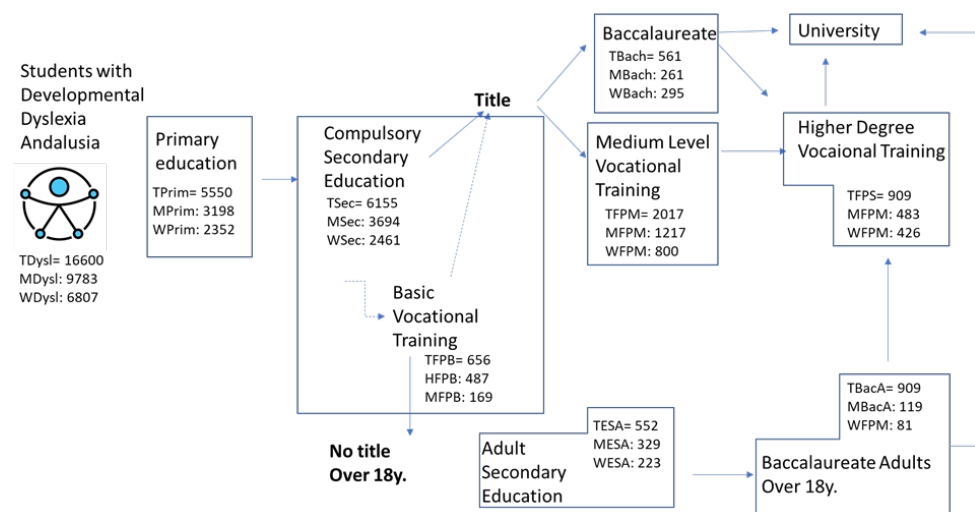 Students with
Developmental
Dyslexia
Andalusia
TDysl= 16600
MDysl: 9783
WDysl: 6807
Primary
education
TPrim= 5550
MPrim: 3198
WPrim: 2352
Compulsory
Secondary
Education
TSec= 6155
MSec: 3694
WSec: 2461
Basic
Vocational
Training
TFPB= 656
HFPB: 487
MFPB: 169
No title
Over 18y.
Title
Baccalaureate
TBach= 561
MBach: 261
WBach: 295
Medium Level
Vocational
Training
TFPM= 2017
MFPM: 1217
WFPM: 800
University
Higher Degree
Vocaional Training
TFPS= 909
MFPM: 483
WFPM: 426
TESA= 552
MESA: 329
WESA: 223
Adult
Secondary
Education
TBacA= 909
MBacA: 119
WFPM: 81
Baccalaureate Adults
Over 18y.